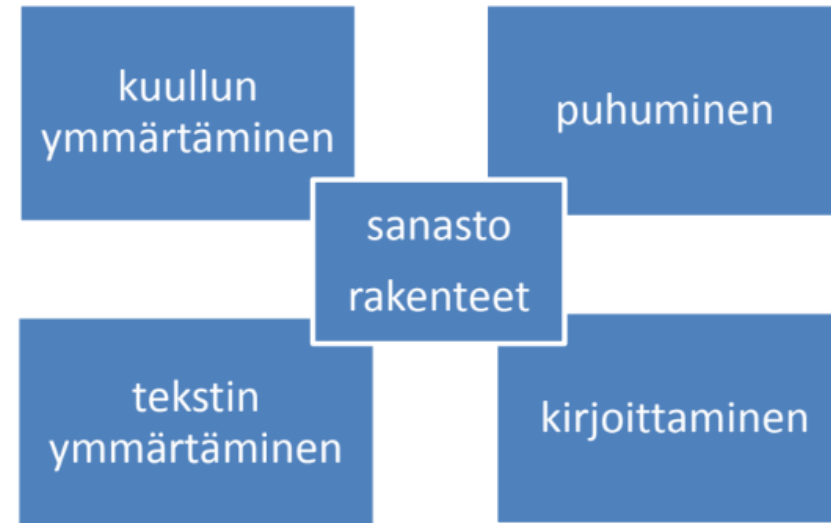 kuullun
ymmärtäminen
puhuminen
sanasto
rakenteet
tekstin
ymmärtäminen
kirjoittaminen